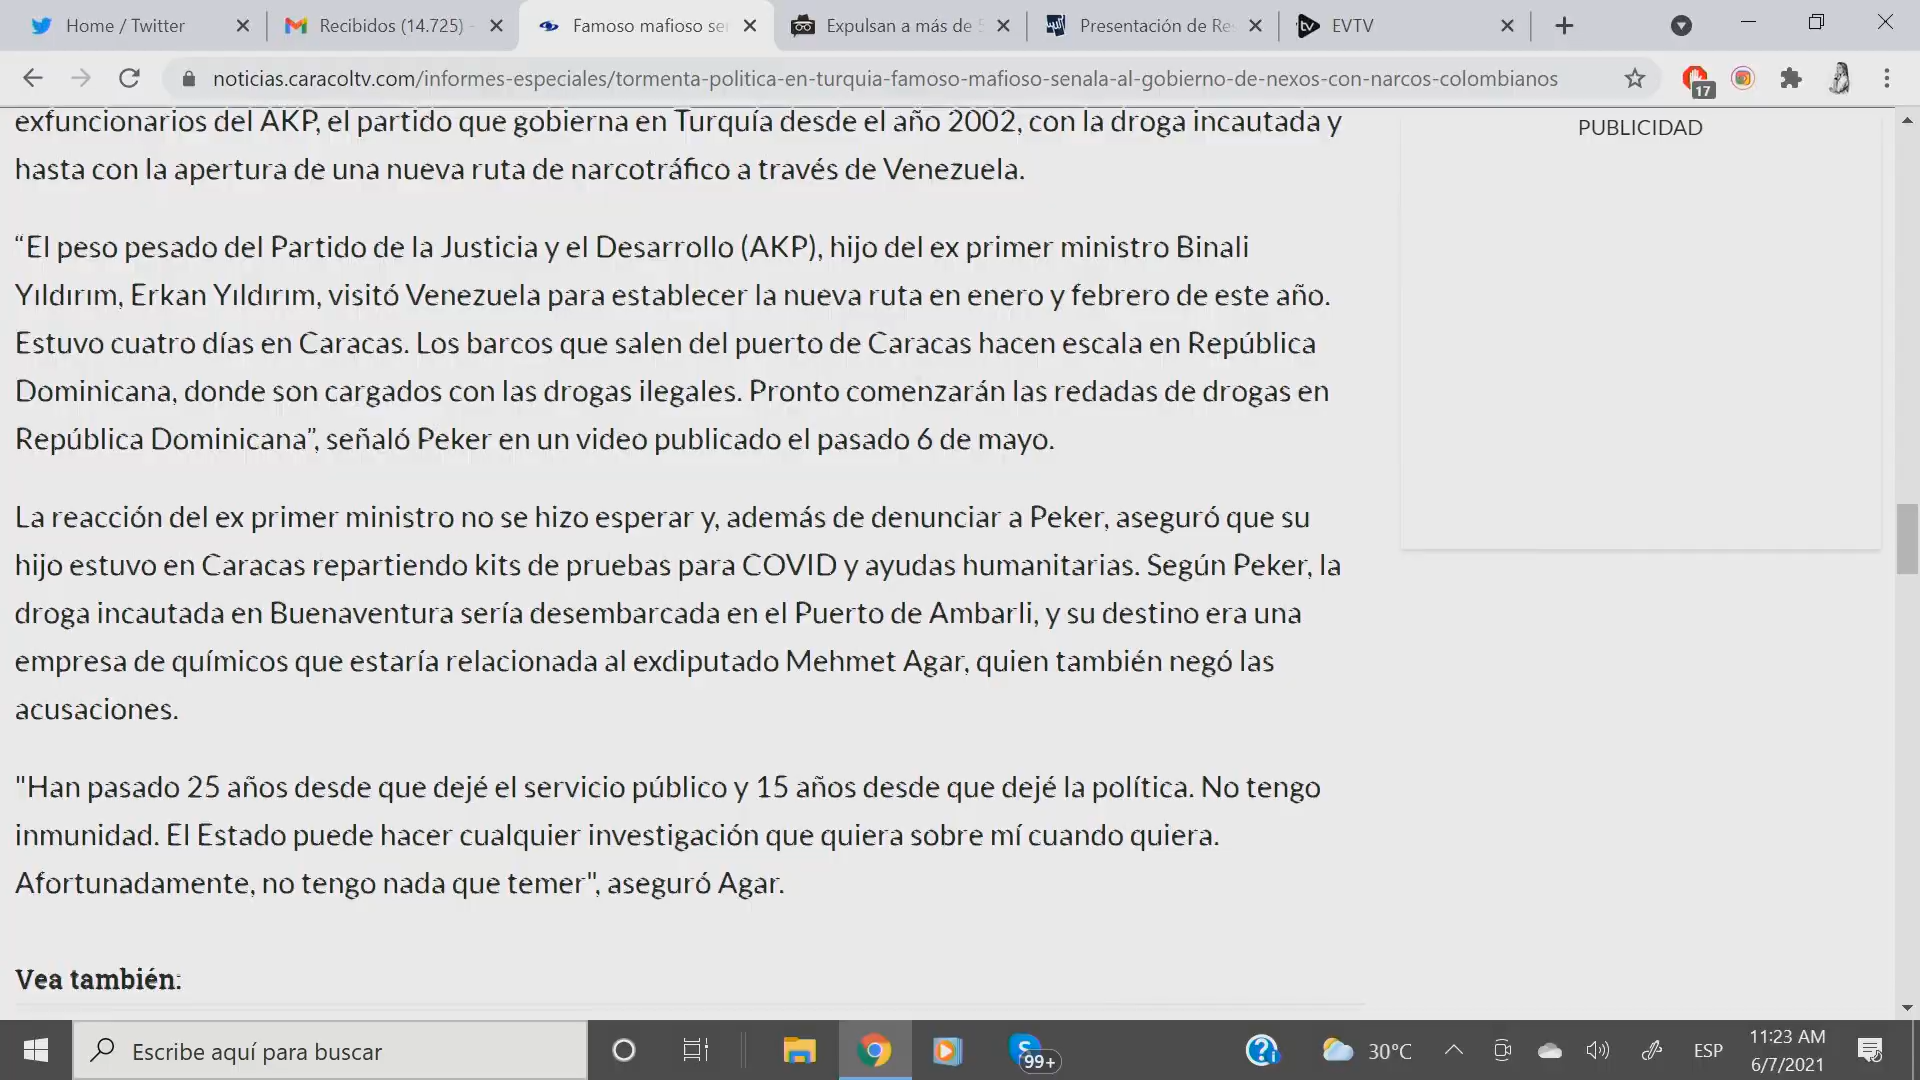 Home / Twitter
Recibidos (14.725)
Famoso mafioso se
Expulsan a más de
Presentación de Re
EVTV
noticias.caracoltv.com/informes-especiales/tormenta-politica-en-turquia-famoso-mafioso-senala-al-gobierno-de-nexos-con-narcos-colombianos
17
exfuncionarios del AKP, el partido que gobierna en Turquía desde el año 2002, con la droga incautada y
hasta con la apertura de una nueva ruta de narcotráfico a través de Venezuela.
PUBLICIDAD
“El peso pesado del Partido de la Justicia y el Desarrollo (AKP), hijo del ex primer ministro Binali
Yıldırım, Erkan Yıldırım, visitó Venezuela para establecer la nueva ruta en enero y febrero de este año.
Estuvo cuatro días en Caracas. Los barcos que salen del puerto de Caracas hacen escala en República
Dominicana, donde son cargados con las drogas ilegales. Pronto comenzarán las redadas de drogas en
República Dominicana”, señaló Peker en un video publicado el pasado 6 de mayo.
La reacción del ex primer ministro no se hizo esperar y, además de denunciar a Peker, aseguró que su
hijo estuvo en Caracas repartiendo kits de pruebas para COVID y ayudas humanitarias. Según Peker, la
droga incautada en Buenaventura sería desembarcada en el Puerto de Ambarli, y su destino era una
empresa de químicos que estaría relacionada al exdiputado Mehmet Agar, quien también negó las
acusaciones.
"Han pasado 25 años desde que dejé el servicio público y 15 años desde que dejé la política. No tengo
inmunidad. El Estado puede hacer cualquier investigación que quiera sobre mí cuando quiera.
Afortunadamente, no tengo nada que temer", aseguró Agar.
Vea también:
Escribe aquí para buscar
99+
30°C
ESP
11:23 AM
6/7/2021